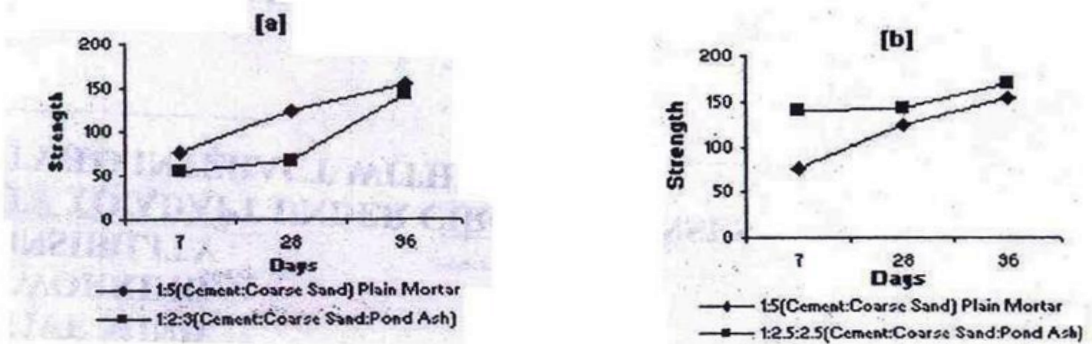 [a]
200
150
100
50
0
Strength
7 28 96
Days
1:5(Cement:Coarse Sand) Plain Mortar
1:2:3(Cement:Coarse Sand:Pond Ash)
[b]
200
150
100
50
0
Strength
7 28 96
Days
1:5(Cement:Coarse Sand) Plain Mortar
1:2.5:2.5(Cement:Coarse Sand:Pond Ash)